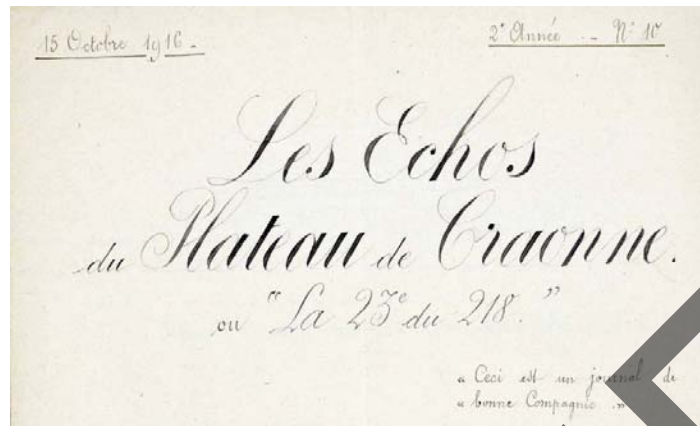 15 Octobre 1916 -
2e Année - N° 10
Les Echos
du Plateau de Craonne.
ou "La 23e du 218."
« Ceci est un journal de
« bonne Compagnie »